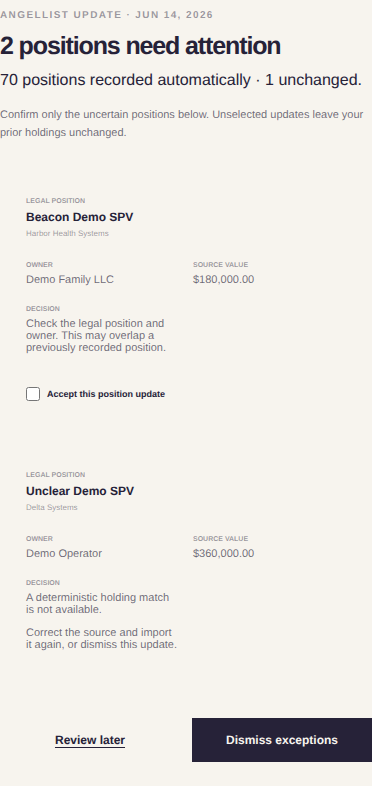 ANGELLIST UPDATE · JUN 14, 2026
2 positions need attention
70 positions recorded automatically · 1 unchanged.
Confirm only the uncertain positions below. Unselected updates leave your
prior holdings unchanged.
LEGAL POSITION
Beacon Demo SPV
Harbor Health Systems
OWNER
Demo Family LLC
SOURCE VALUE
$180,000.00
DECISION
Check the legal position and
owner. This may overlap a
previously recorded position.
Accept this position update
LEGAL POSITION
Unclear Demo SPV
Delta Systems
OWNER
Demo Operator
SOURCE VALUE
$360,000.00
DECISION
A deterministic holding match
is not available.
Correct the source and import
it again, or dismiss this update.
Review later
Dismiss exceptions